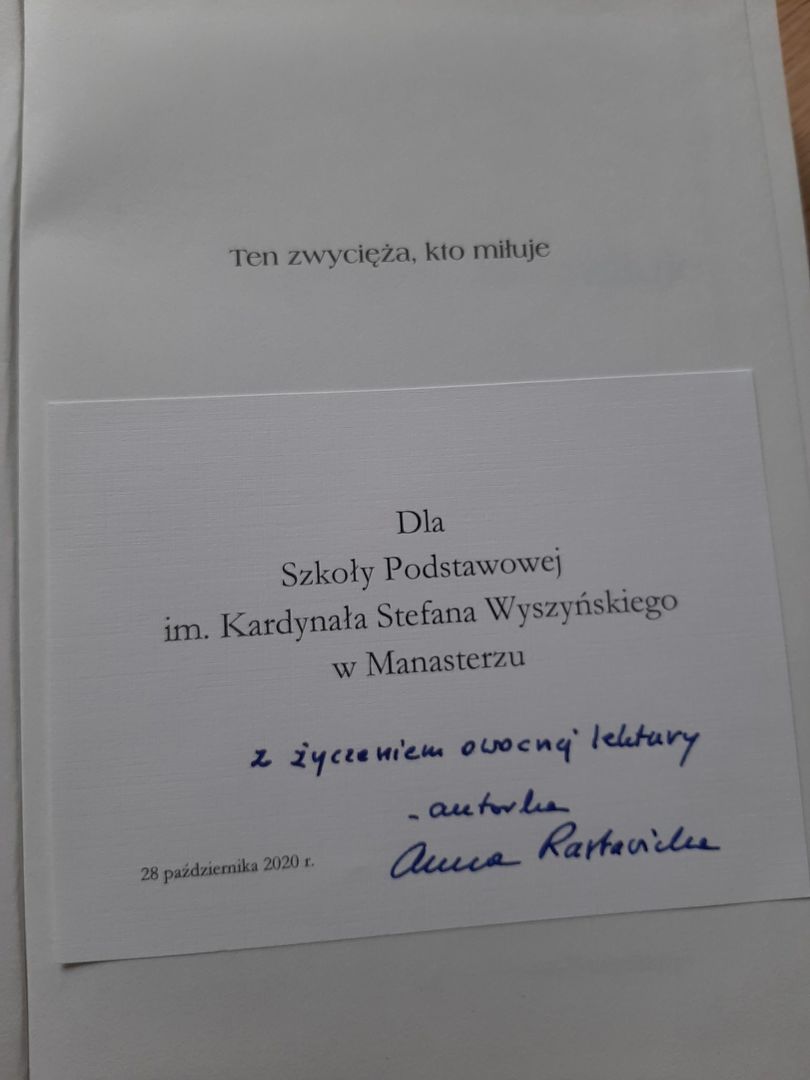 Ten zwycięża, kto miłuje
Dla
Szkoły Podstawowej
im. Kardynała Stefana Wyszyńskiego
w Manasterzu
z życzeniem owocnej lektury
- autorka
Anna Rastawicka
28 października 2020 r.